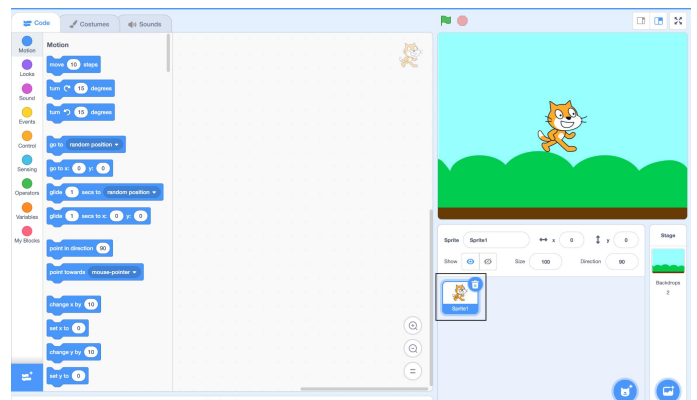 Code Costumes Sounds
Motion
Looks
Sound
Events
Control
Sensing
Operators
Variables
My Blocks
Motion
move 10 steps
turn 15 degrees
turn 15 degrees
go to random position
go to x: 0 y: 0
glide 1 secs to random position
glide 1 secs to x: 0 y: 0
point in direction 90
point towards mouse-pointer
change x by 10
set x to 0
change y by 10
set y to 0
Sprite Sprite1 x 0 y 0
Show Size 100 Direction 90
Sprite1
Stage
Backdrops
2